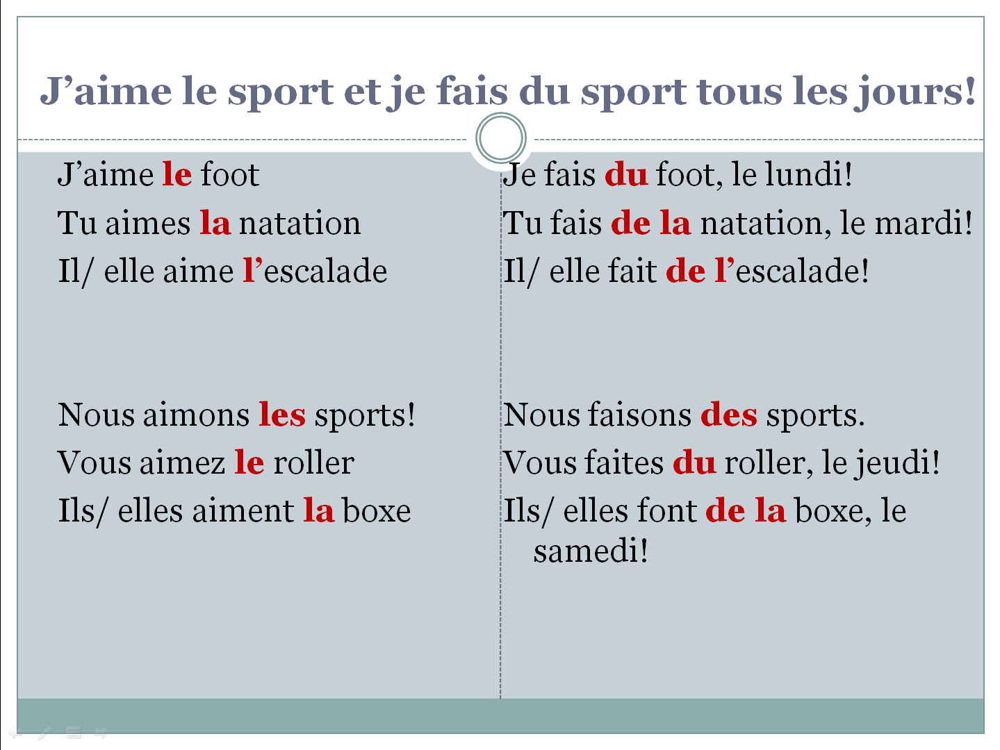 J’aime le sport et je fais du sport tous les jours!
J’aime le foot
Tu aimes la natation
Il/ elle aime l’escalade
Nous aimons les sports!
Vous aimez le roller
Ils/ elles aiment la boxe
Je fais du foot, le lundi!
Tu fais de la natation, le mardi!
Il/ elle fait de l’escalade!
Nous faisons des sports.
Vous faites du roller, le jeudi!
Ils/ elles font de la boxe, le
samedi!